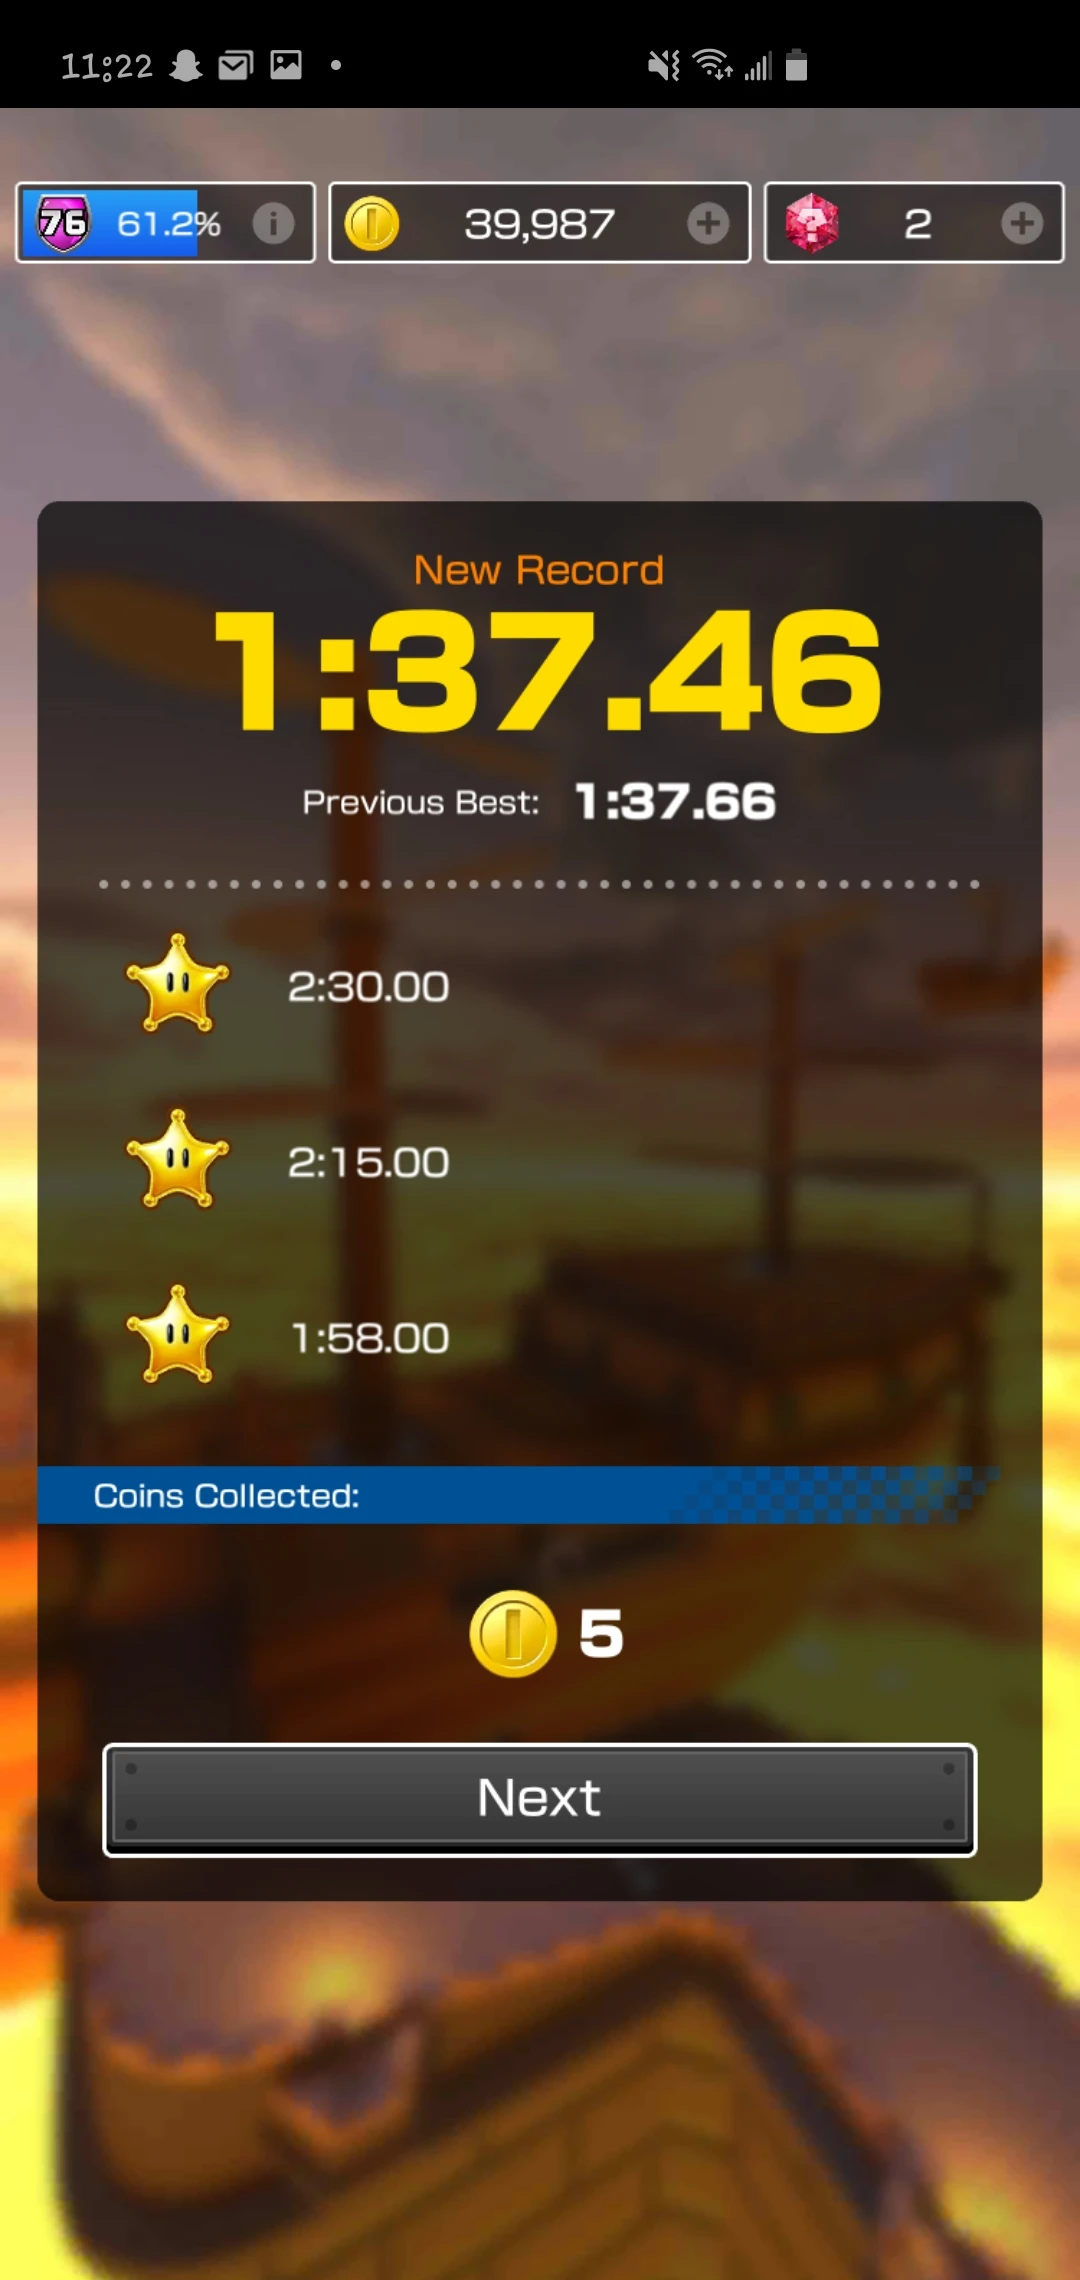 11:22
76 61.2% i 39,987 + ? 2 +
New Record
1:37.46
Previous Best: 1:37.66
2:30.00
2:15.00
1:58.00
Coins Collected:
5
Next